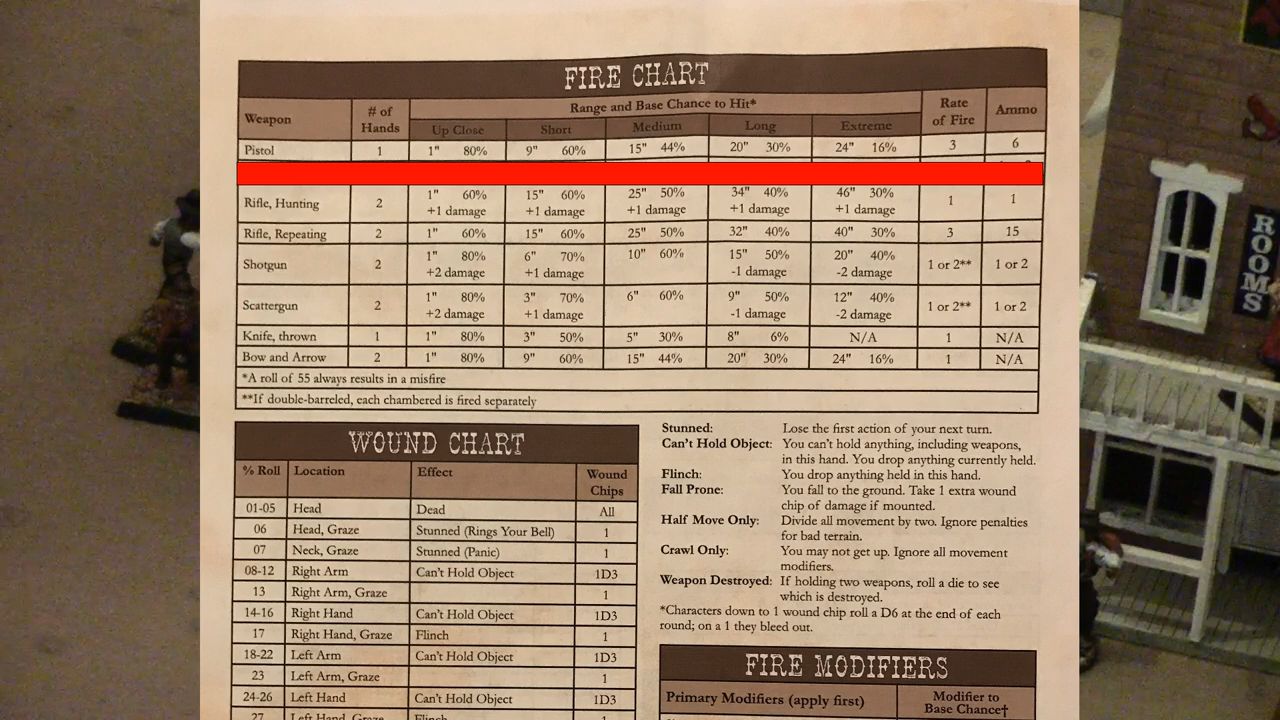 FIRE CHART
Weapon # of Hands Range and Base Chance to Hit* Rate of Fire Ammo
Up Close Short Medium Long Extreme
Pistol 1 1" 80% 9" 60% 15" 44% 20" 30% 24" 16% 3 6
Rifle, Hunting 2 1" 60% 15" 60% 25" 50% 34" 40% 46" 30% 1 1
+1 damage +1 damage +1 damage +1 damage +1 damage
Rifle, Repeating 2 1" 60% 15" 60% 25" 50% 32" 40% 40" 30% 3 15
Shotgun 2 1" 80% 6" 70% 10" 60% 15" 50% 20" 40% 1 or 2** 1 or 2
+2 damage +1 damage -1 damage -2 damage
Scattergun 2 1" 80% 3" 70% 6" 60% 9" 50% 12" 40% 1 or 2** 1 or 2
+2 damage +1 damage -1 damage -2 damage
Knife, thrown 1 1" 80% 3" 50% 5" 30% 8" 6% N/A 1 N/A
Bow and Arrow 2 1" 80% 9" 60% 15" 44% 20" 30% 24" 16% 1 N/A
*A roll of 55 always results in a misfire
**If double-barreled, each chambered is fired separately
WOUND CHART
% Roll Location Effect Wound Chips
01-05 Head Dead All
06 Head, Graze Stunned (Rings Your Bell) 1
07 Neck, Graze Stunned (Panic) 1
08-12 Right Arm Can't Hold Object 1D3
13 Right Arm, Graze 1
14-16 Right Hand Can't Hold Object 1D3
17 Right Hand, Graze Flinch 1
18-22 Left Arm Can't Hold Object 1D3
23 Left Arm, Graze 1
24-26 Left Hand Can't Hold Object 1D3
27 Left Hand, Graze Flinch 1
Stunned: Lose the first action of your next turn.
Can't Hold Object: You can't hold anything, including weapons,
in this hand. You drop anything currently held.
Flinch: You drop anything held in this hand.
Fall Prone: You fall to the ground. Take 1 extra wound
chip of damage if mounted.
Half Move Only: Divide all movement by two. Ignore penalties
for bad terrain.
Crawl Only: You may not get up. Ignore all movement
modifiers.
Weapon Destroyed: If holding two weapons, roll a die to see
which is destroyed.
*Characters down to 1 wound chip roll a D6 at the end of each
round; on a 1 they bleed out.
FIRE MODIFIERS
Primary Modifiers (apply first) Modifier to
Base Chance†
ROOMS